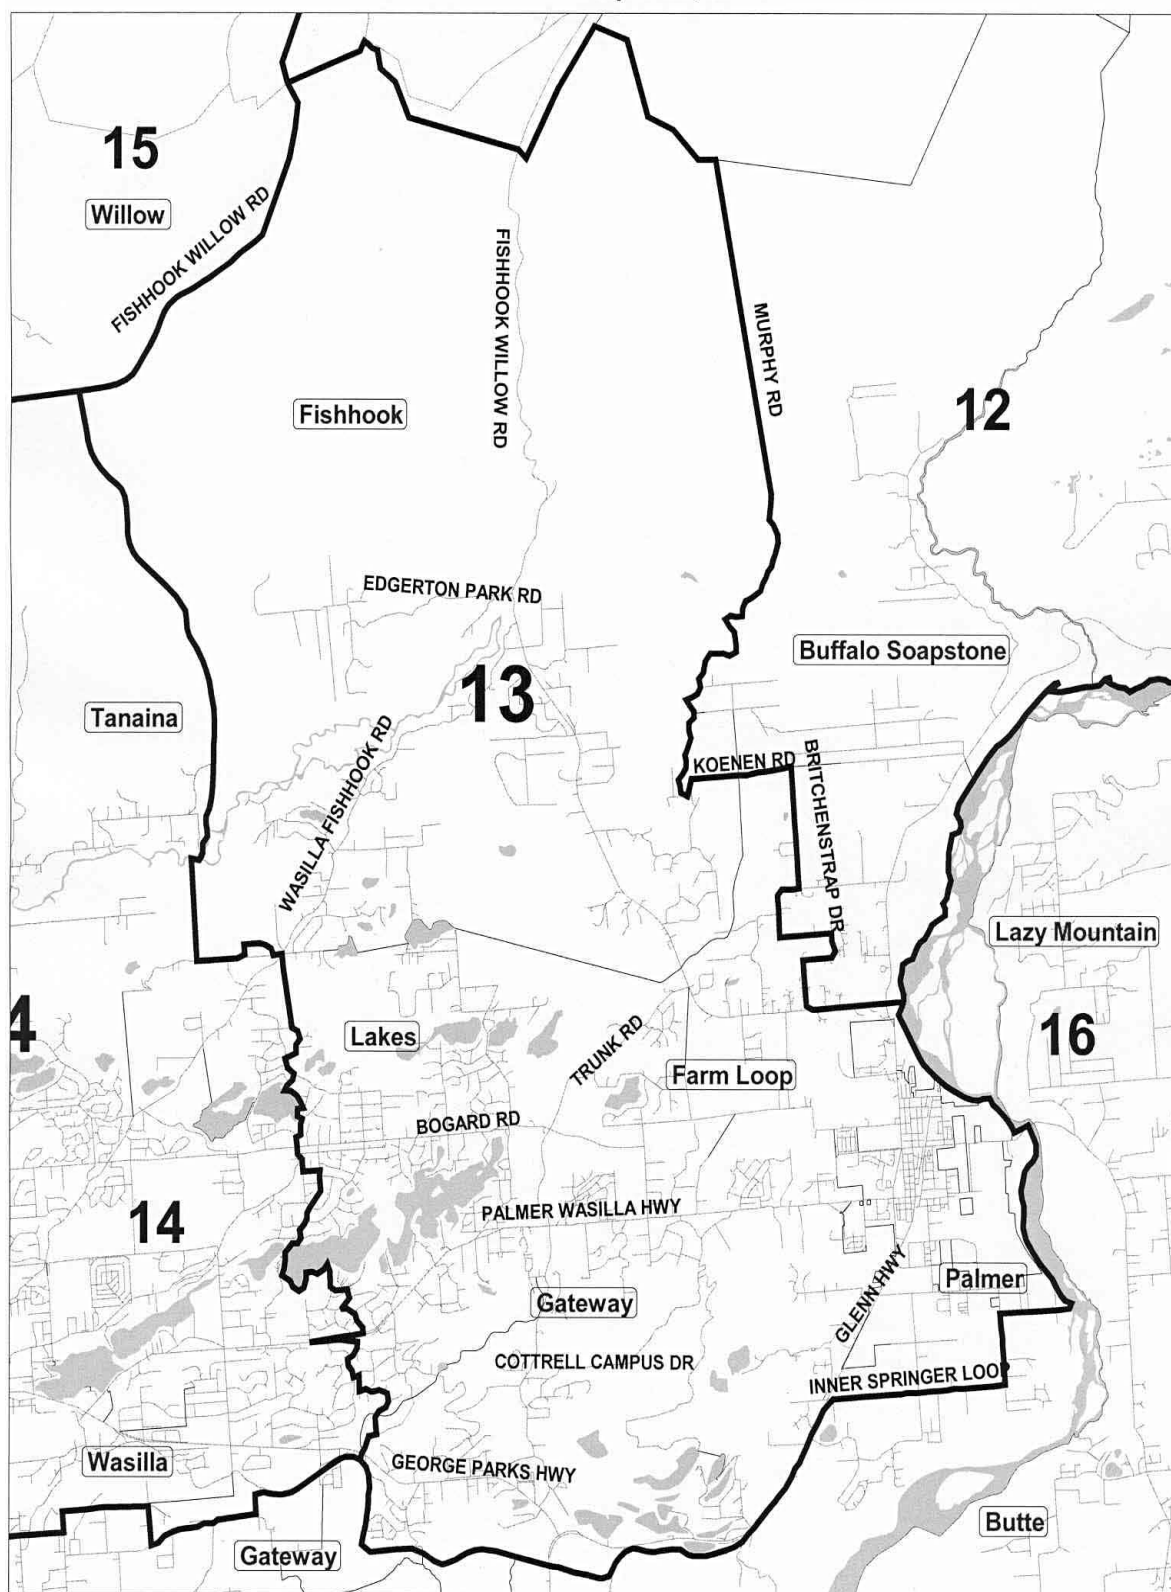 15
Willow
FISHHOOK WILLOW RD
FISHHOOK WILLOW RD
MURPHY RD
12
Fishhook
EDGERTON PARK RD
Buffalo Soapstone
13
Tanaina
WASILLA FISHHOOK RD
KOENEN RD
BRITCHENSTRAP DR
Lazy Mountain
4
Lakes
TRUNK RD
16
Farm Loop
BOGARD RD
14
PALMER WASILLA HWY
GLENN HWY
Palmer
Gateway
COTTRELL CAMPUS DR
INNER SPRINGER LOOP
Wasilla
GEORGE PARKS HWY
Butte
Gateway